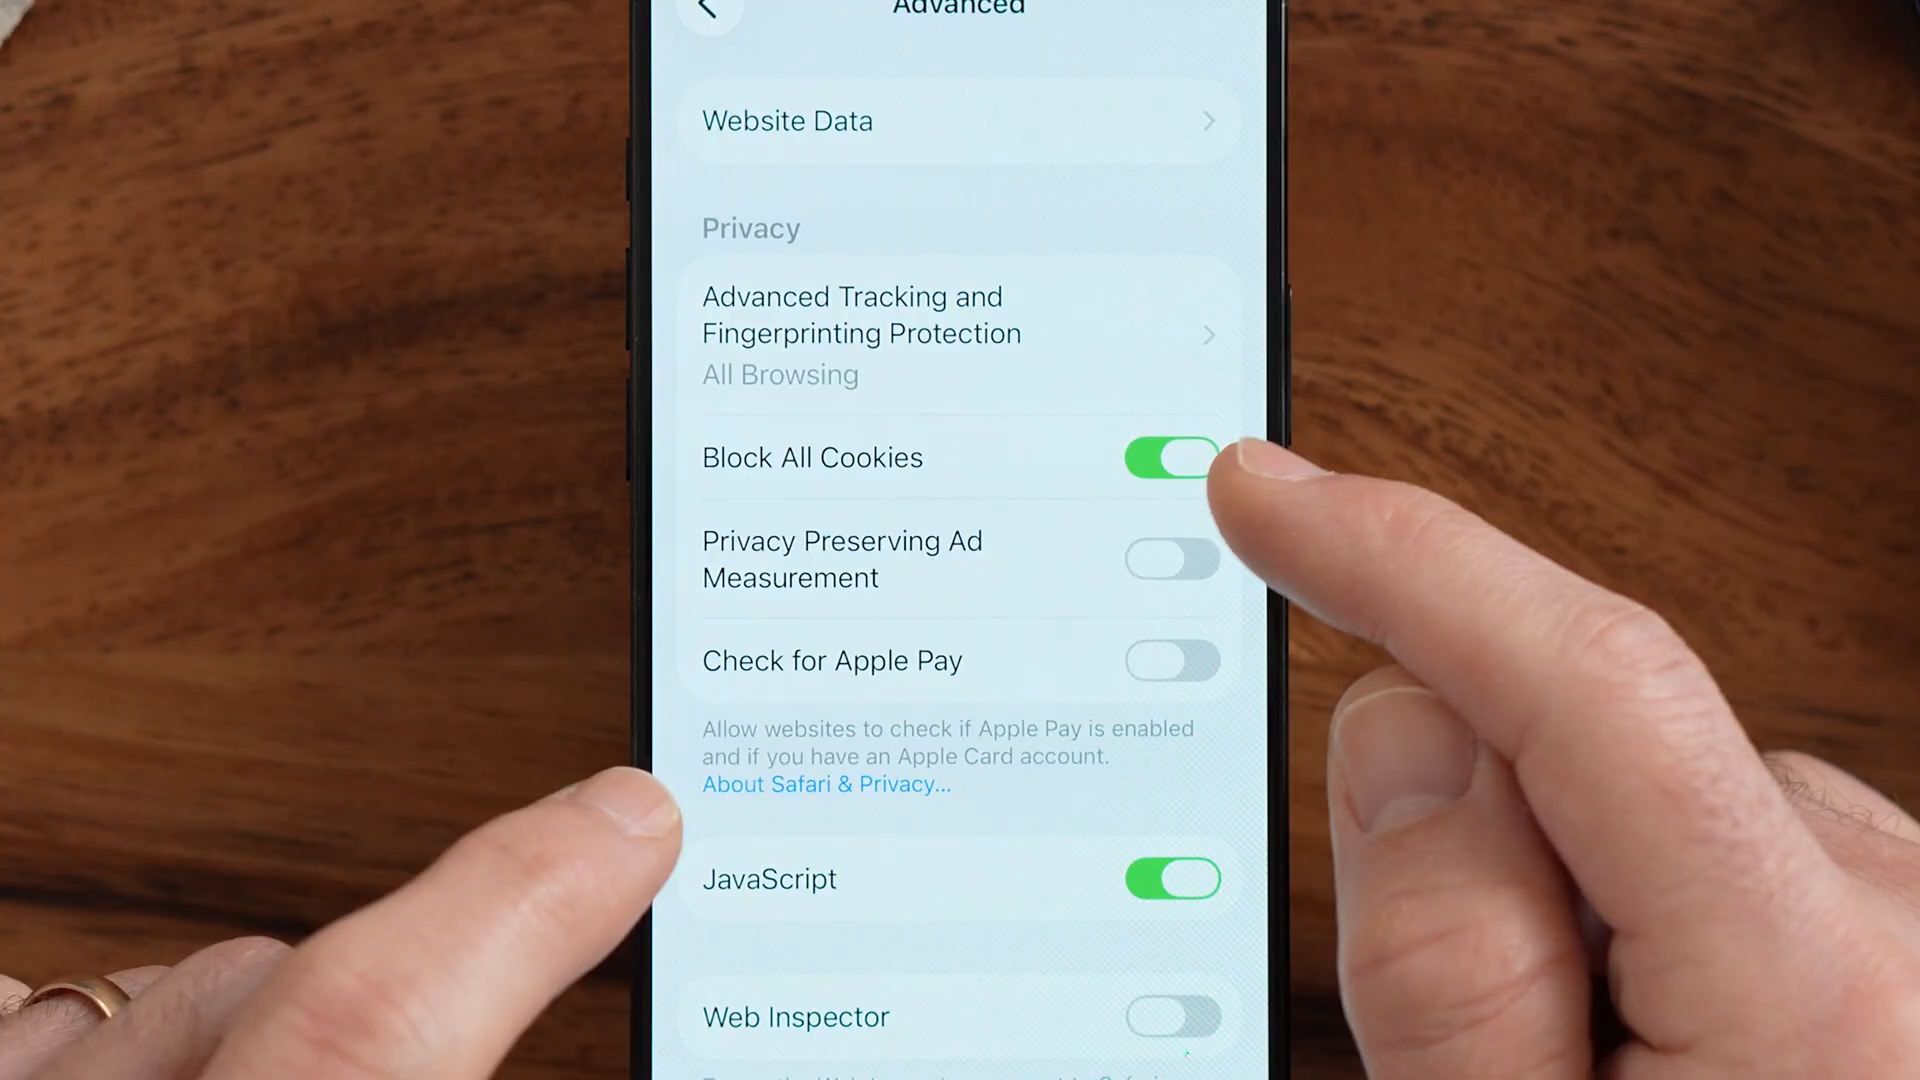 Advanced
Website Data
Privacy
Advanced Tracking and
Fingerprinting Protection
All Browsing
Block All Cookies
Privacy Preserving Ad
Measurement
Check for Apple Pay
Allow websites to check if Apple Pay is enabled
and if you have an Apple Card account.
About Safari & Privacy...
JavaScript
Web Inspector